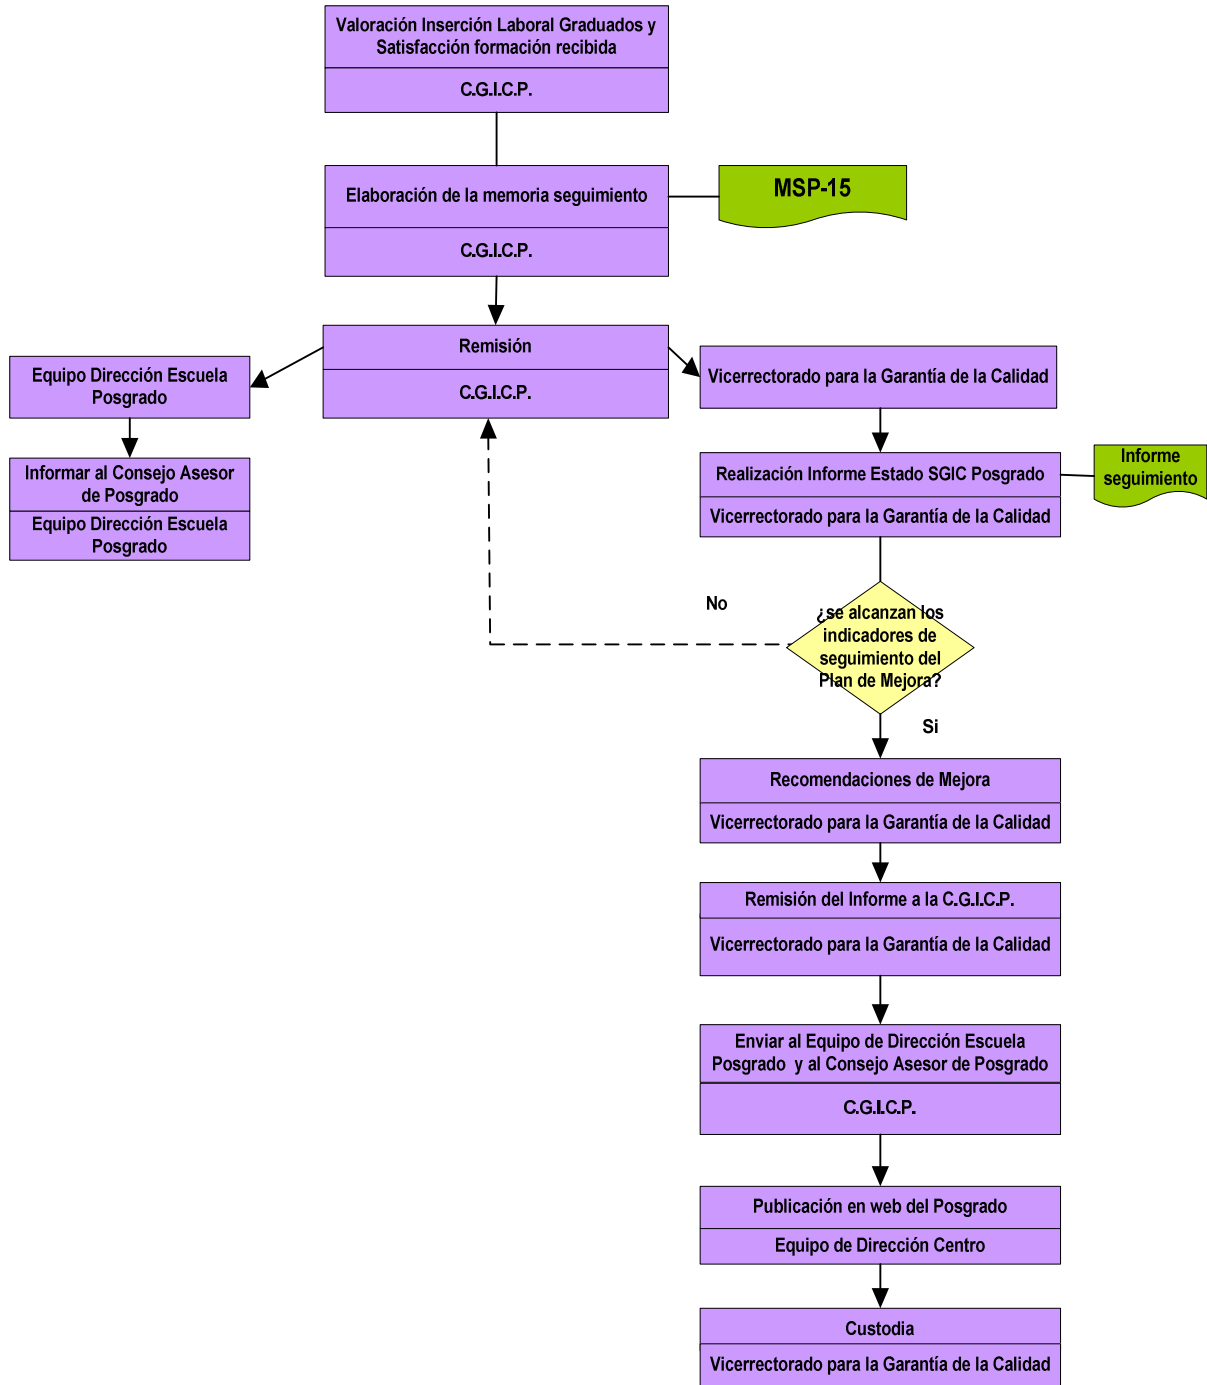 Valoración Inserción Laboral Graduados y
Satisfacción formación recibida
C.G.I.C.P.
Elaboración de la memoria seguimiento
C.G.I.C.P.
MSP-15
Remisión
C.G.I.C.P.
Equipo Dirección Escuela
Posgrado
Informar al Consejo Asesor
de Posgrado
Equipo Dirección Escuela
Posgrado
Vicerrectorado para la Garantía de la Calidad
Realización Informe Estado SGIC Posgrado
Vicerrectorado para la Garantía de la Calidad
Informe
seguimiento
No
¿se alcanzan los
indicadores de
seguimiento del
Plan de Mejora?
Si
Recomendaciones de Mejora
Vicerrectorado para la Garantía de la Calidad
Remisión del Informe a la C.G.I.C.P.
Vicerrectorado para la Garantía de la Calidad
Enviar al Equipo de Dirección Escuela
Posgrado y al Consejo Asesor de Posgrado
C.G.I.C.P.
Publicación en web del Posgrado
Equipo de Dirección Centro
Custodia
Vicerrectorado para la Garantía de la Calidad